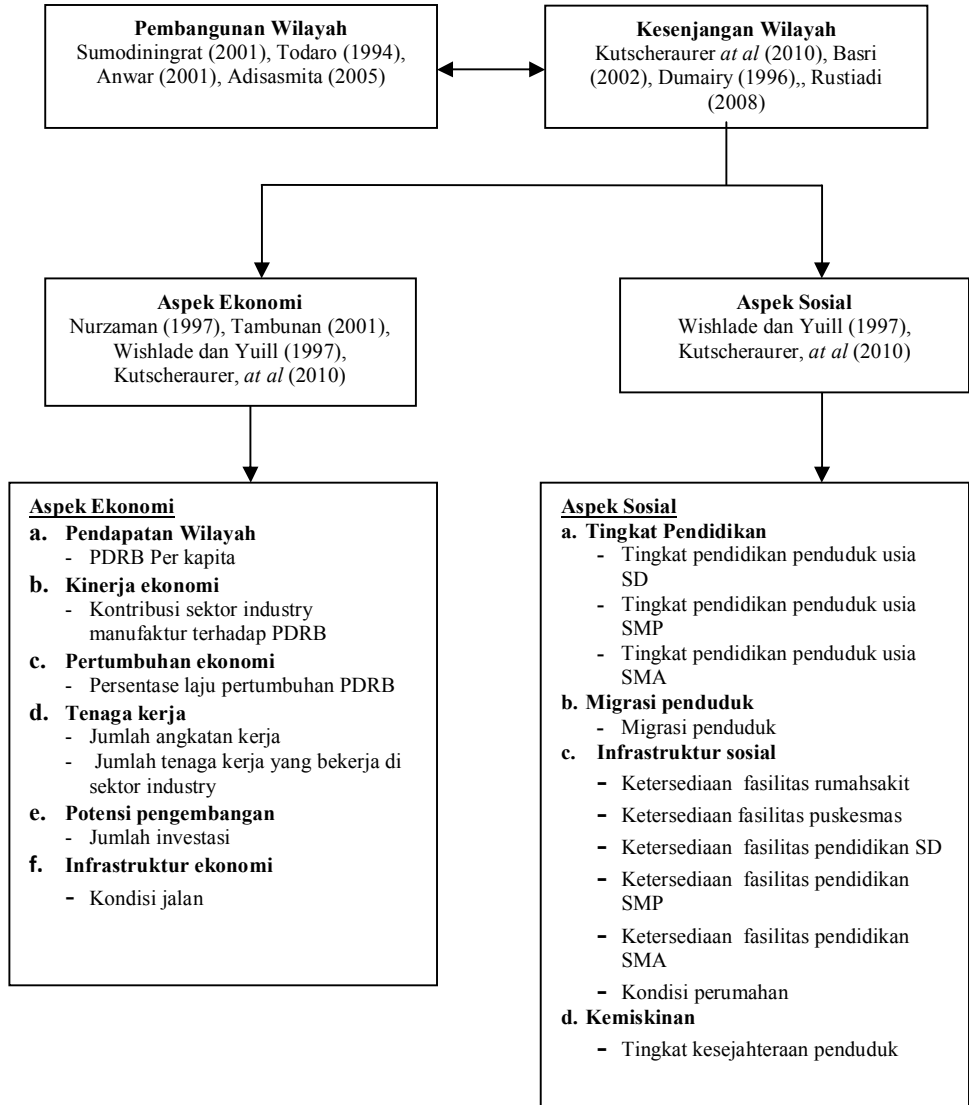 Pembangunan Wilayah
Sumodiningrat (2001), Todaro (1994),
Anwar (2001), Adisasmita (2005)
Kesenjangan Wilayah
Kutscheraurer at al (2010), Basri
(2002), Dumairy (1996),, Rustiadi
(2008)
Aspek Ekonomi
Nurzaman (1997), Tambunan (2001),
Wishlade dan Yuill (1997),
Kutscheraurer, at al (2010)
Aspek Sosial
Wishlade dan Yuill (1997),
Kutscheraurer, at al (2010)
Aspek Ekonomi
a. Pendapatan Wilayah
- PDRB Per kapita
b. Kinerja ekonomi
- Kontribusi sektor industry
manufaktur terhadap PDRB
c. Pertumbuhan ekonomi
- Persentase laju pertumbuhan PDRB
d. Tenaga kerja
- Jumlah angkatan kerja
- Jumlah tenaga kerja yang bekerja di
sektor industry
e. Potensi pengembangan
- Jumlah investasi
f. Infrastruktur ekonomi
- Kondisi jalan
Aspek Sosial
a. Tingkat Pendidikan
- Tingkat pendidikan penduduk usia
SD
- Tingkat pendidikan penduduk usia
SMP
- Tingkat pendidikan penduduk usia
SMA
b. Migrasi penduduk
- Migrasi penduduk
c. Infrastruktur sosial
- Ketersediaan fasilitas rumahsakit
- Ketersediaan fasilitas puskesmas
- Ketersediaan fasilitas pendidikan SD
- Ketersediaan fasilitas pendidikan
SMP
- Ketersediaan fasilitas pendidikan
SMA
- Kondisi perumahan
d. Kemiskinan
- Tingkat kesejahteraan penduduk